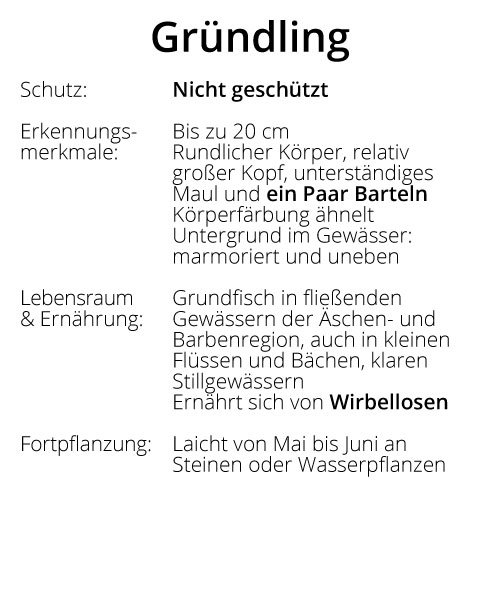 Gründling
Schutz: Nicht geschützt
Erkennungs- Bis zu 20 cm
merkmale: Rundlicher Körper, relativ
großer Kopf, unterständiges
Maul und ein Paar Barteln
Körperfärbung ähnelt
Untergrund im Gewässer:
marmoriert und uneben
Lebensraum Grundfisch in fließenden
& Ernährung: Gewässern der Äschen- und
Barbenregion, auch in kleinen
Flüssen und Bächen, klaren
Stillgewässern
Ernährt sich von Wirbellosen
Fortpflanzung: Laicht von Mai bis Juni an
Steinen oder Wasserpflanzen